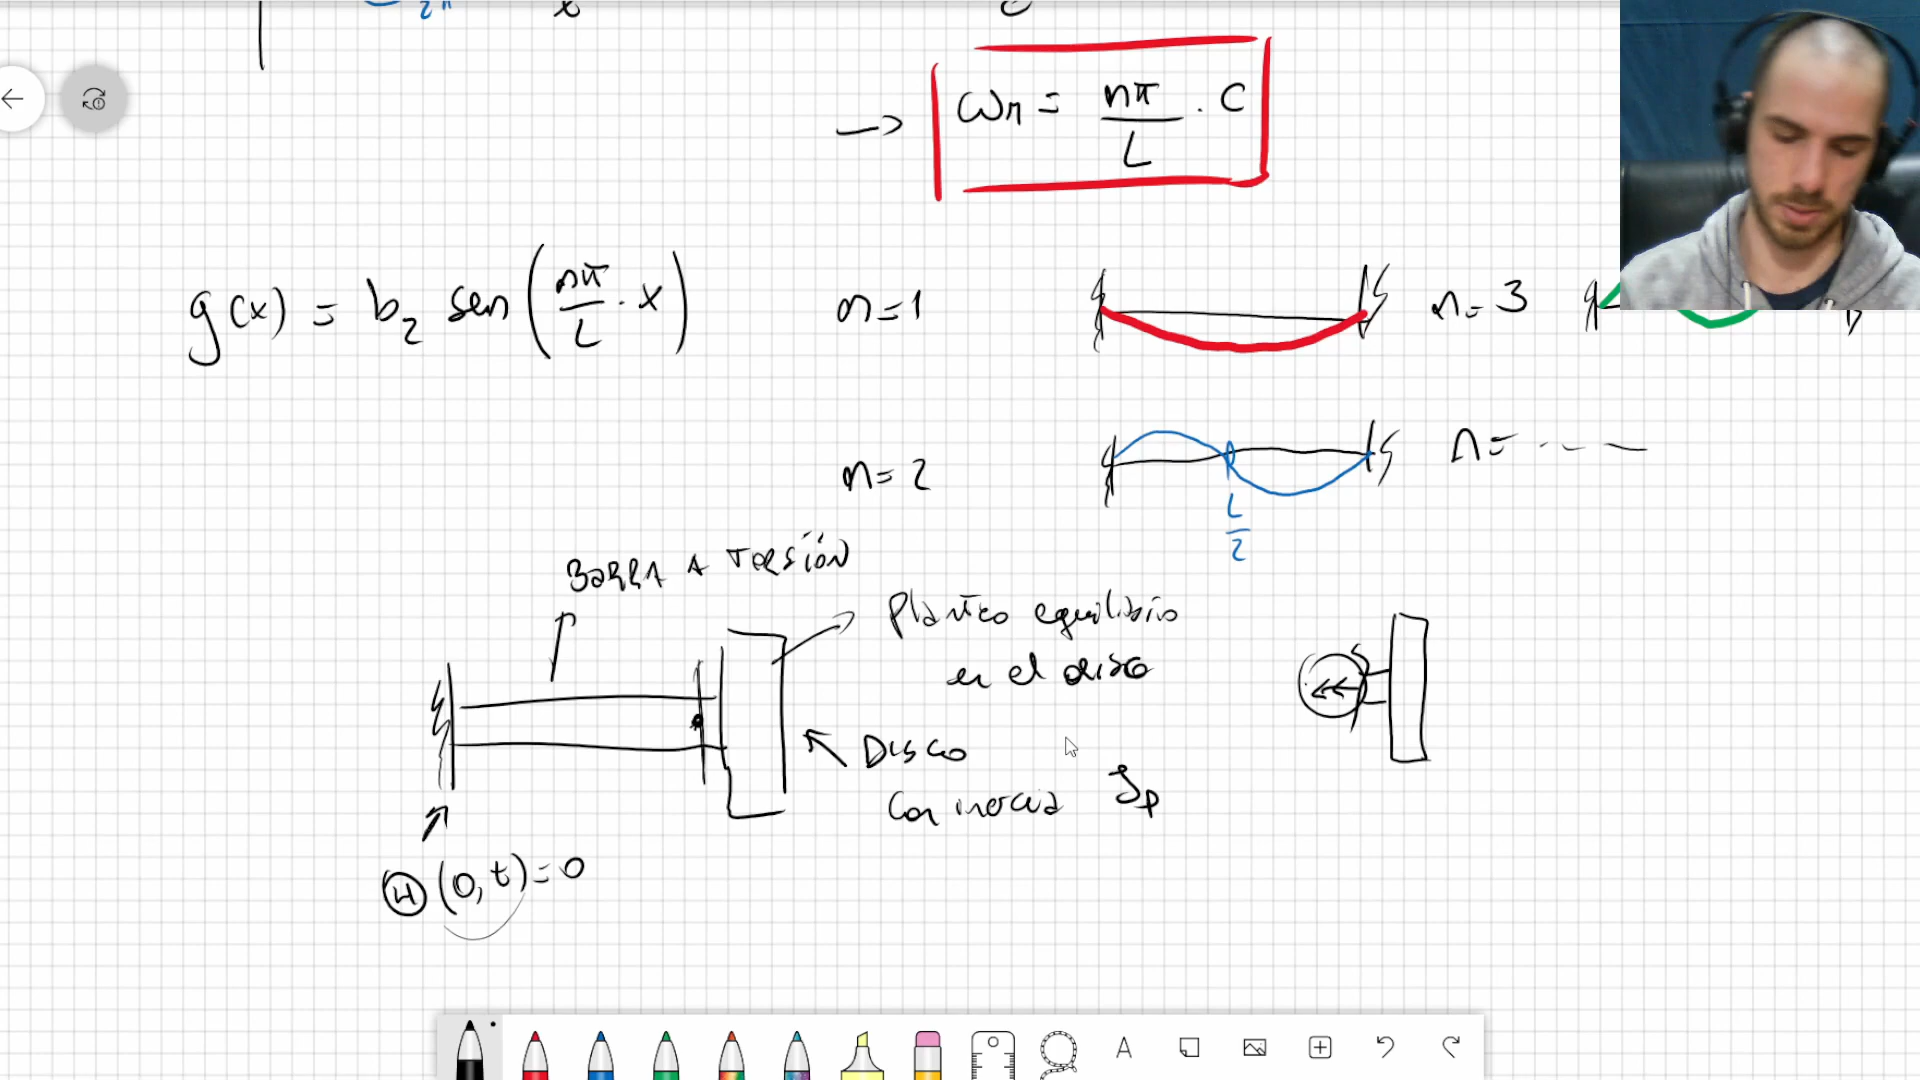 → ωn = nπ/L . C
g(x) = b₂ sen(nπ/L · x)
n=1
n=3
n=2
n=- - - —
L/2
BARRA A TORSIÓN
Planteo equilibrio
en el disco
Disco
Con inercia Jp
Θ(0,t)=0
A